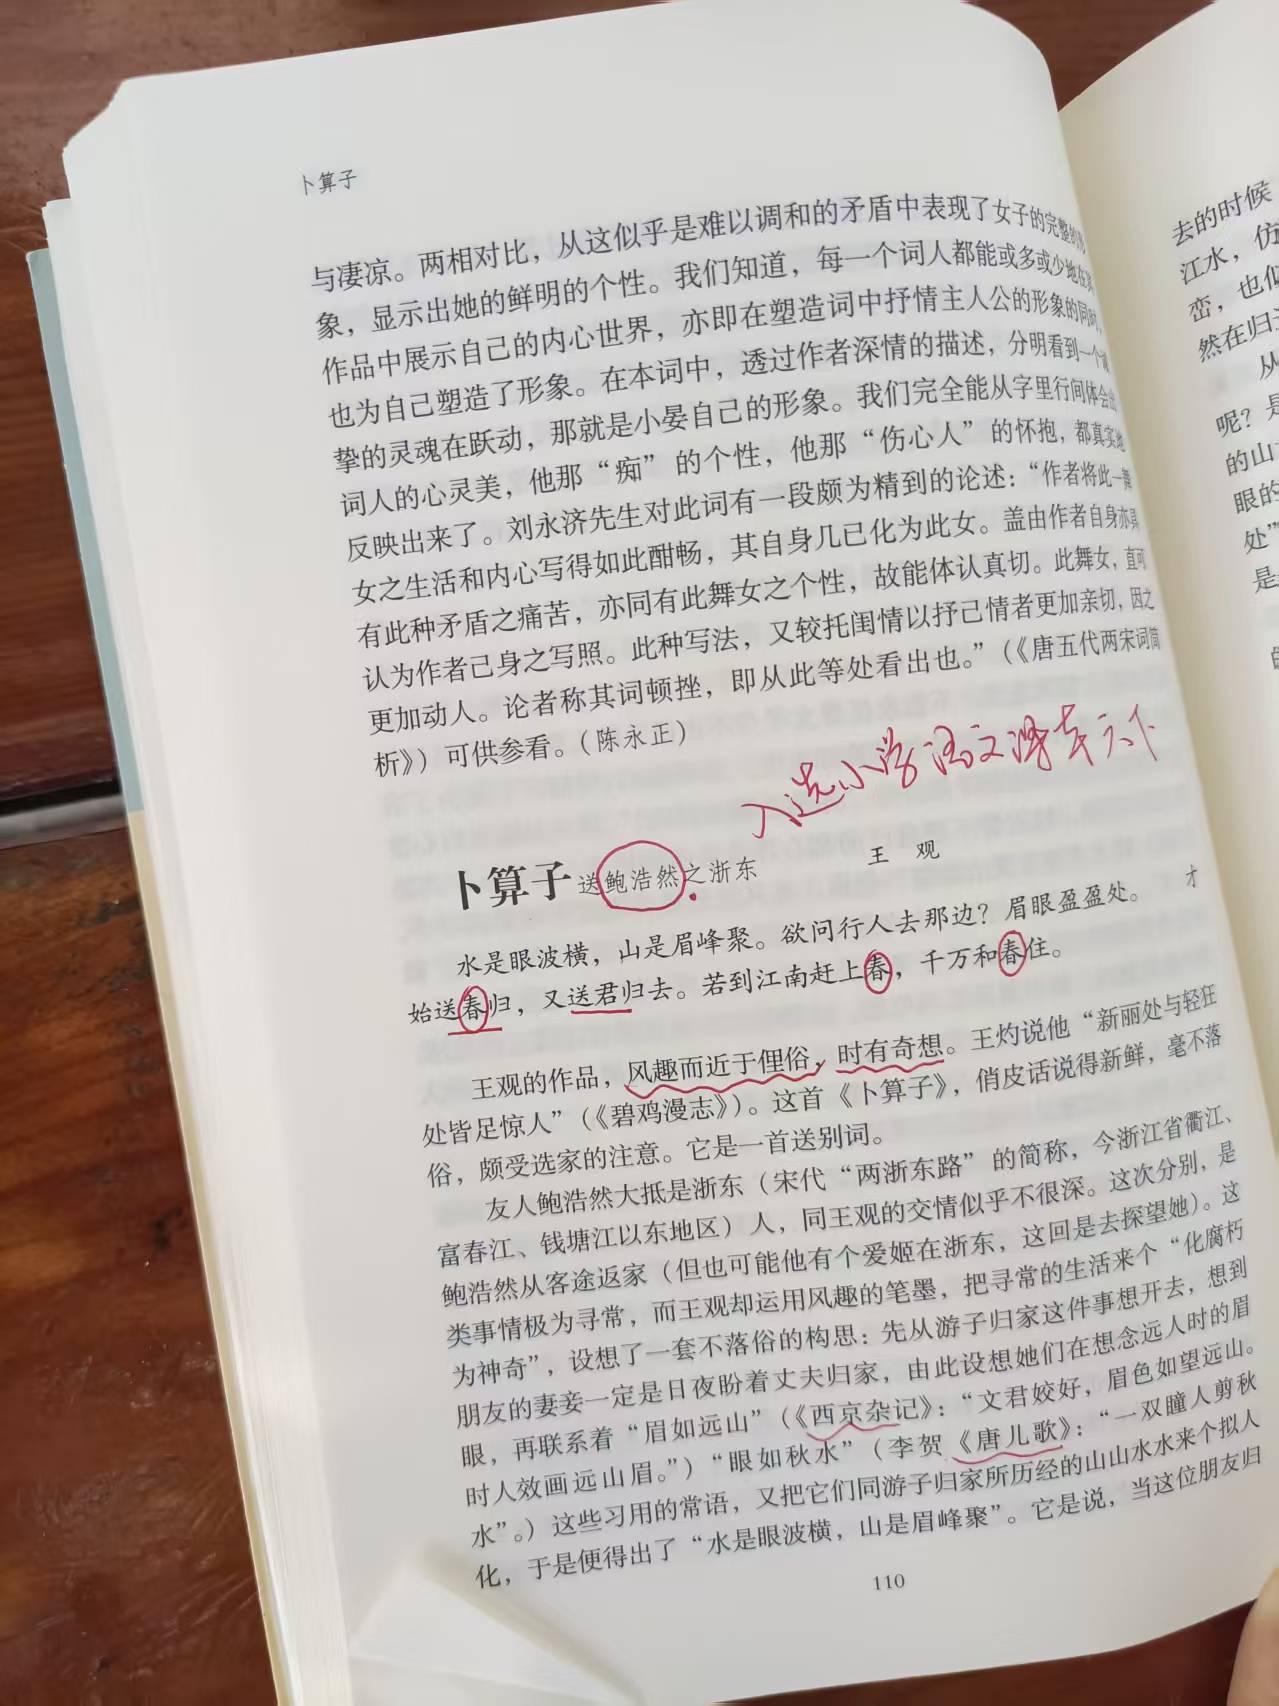 卜算子
与凄凉。两相对比，从这似乎是难以调和的矛盾中表现了女子的完整的形
象，显示出她的鲜明的个性。我们知道，每一个词人都能或多或少地在其
作品中展示自己的内心世界，亦即在塑造词中抒情主人公的形象的同时，
也为自己塑造了形象。在本词中，透过作者深情的描述，分明看到一个诚
挚的灵魂在跃动，那就是小晏自己的形象。我们完全能从字里行间体会出
词人的心灵美，他那“痴”的个性，他那“伤心人”的怀抱，都真实地
反映出来了。刘永济先生对此词有一段颇为精到的论述：“作者将此一舞
女之生活和内心写得如此酣畅，其自身几已化为此女。盖由作者自身亦具
有此种矛盾之痛苦，亦同有此舞女之个性，故能体认真切。此舞女，直可
认为作者己身之写照。此种写法，又较托闺情以抒己情者更加亲切，因之
更加动人。论者称其词顿挫，即从此等处看出也。”（《唐五代两宋词简
析》）可供参看。（陈永正）
入选小学语文课本六下
卜算子 送鲍浩然之浙东 王 观
水是眼波横，山是眉峰聚。欲问行人去那边？眉眼盈盈处。 才
始送春归，又送君归去。若到江南赶上春，千万和春住。
王观的作品，风趣而近于俚俗，时有奇想。王灼说他“新丽处与轻狂
处皆足惊人”（《碧鸡漫志》）。这首《卜算子》，俏皮话说得新鲜，毫不落
俗，颇受选家的注意。它是一首送别词。
友人鲍浩然大抵是浙东（宋代“两浙东路”的简称，今浙江省衢江、
富春江、钱塘江以东地区）人，同王观的交情似乎不很深。这次分别，是
鲍浩然从客途返家（但也可能他有个爱姬在浙东，这回是去探望她）。这
类事情极为寻常，而王观却运用风趣的笔墨，把寻常的生活来个“化腐朽
为神奇”，设想了一套不落俗的构思：先从游子归家这件事想开去，想到
朋友的妻妾一定是日夜盼着丈夫归家，由此设想她们在想念远人时的眉
眼，再联系着“眉如远山”（《西京杂记》：“文君姣好，眉色如望远山。
时人效画远山眉。”）“眼如秋水”（李贺《唐儿歌》：“一双瞳人剪秋
水”。）这些习用的常语，又把它们同游子归家所历经的山山水水来个拟人
化，于是便得出了“水是眼波横，山是眉峰聚”。它是说，当这位朋友归
110
去的时候
江水，仿
峦，也似
然在归
从
呢？是
的山
眼的
处”
是
的